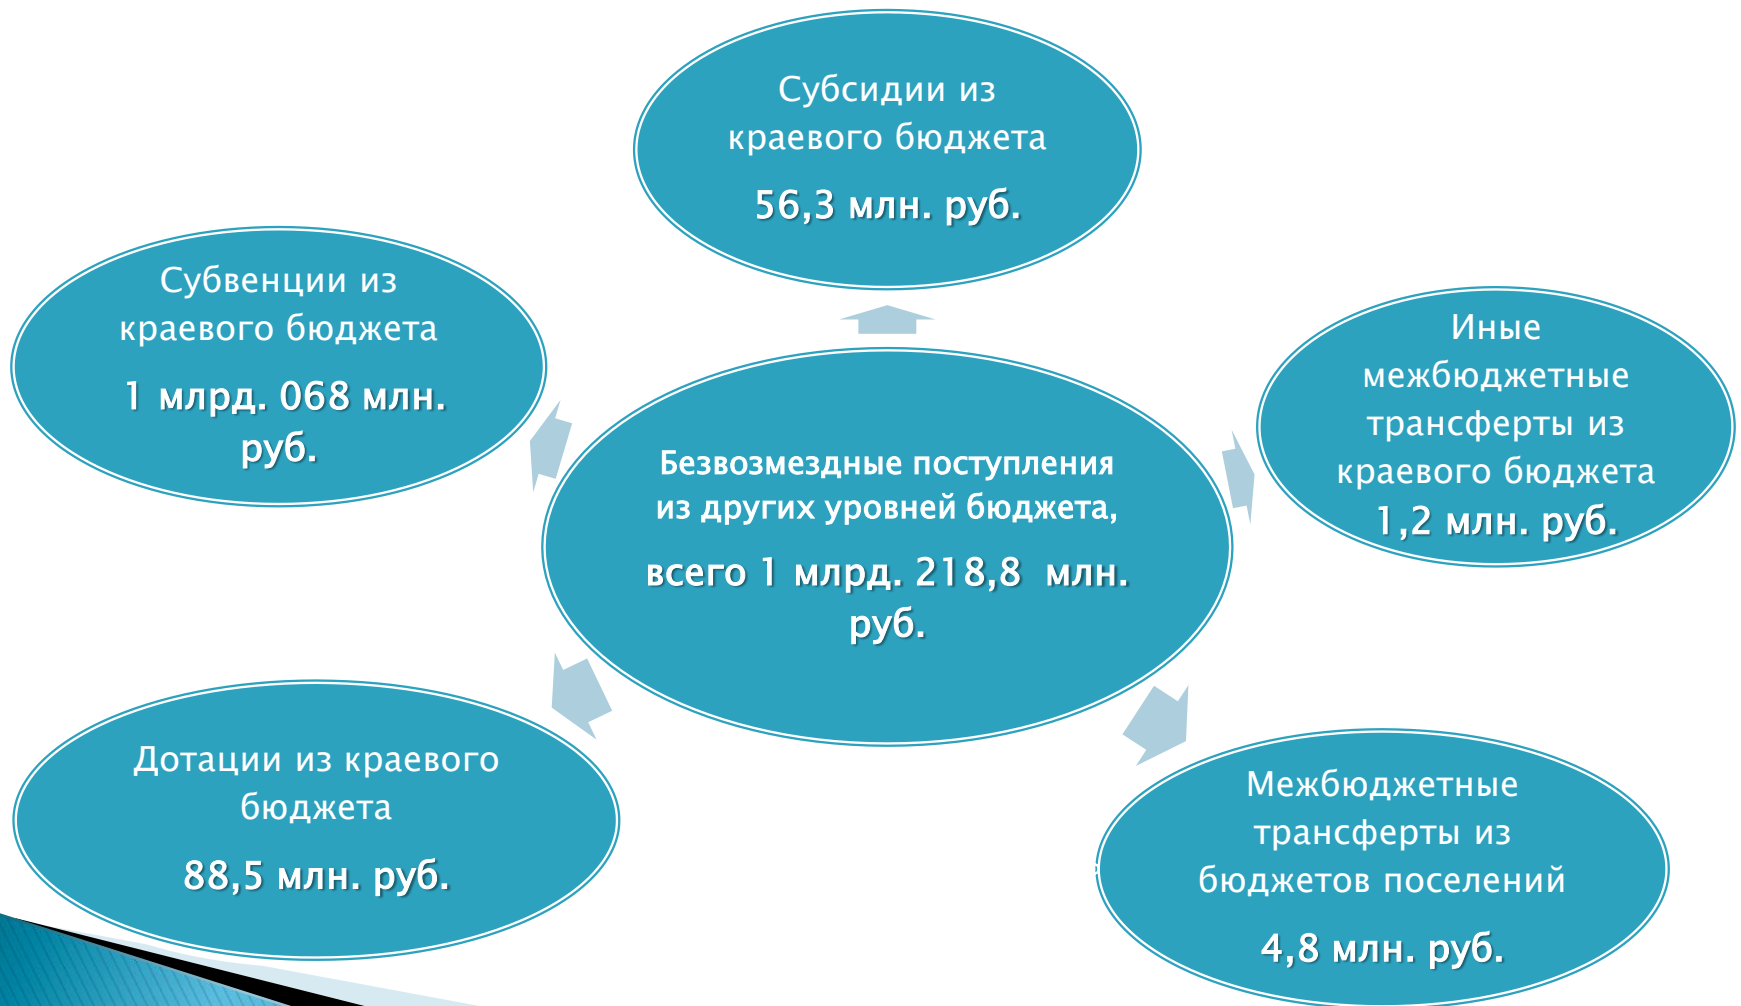 Субсидии из
краевого бюджета
56,3 млн. руб.
Субвенции из
краевого бюджета
1 млрд. 068 млн.
руб.
Иные
межбюджетные
трансферты из
краевого бюджета
1,2 млн. руб.
Безвозмездные поступления
из других уровней бюджета,
всего 1 млрд. 218,8 млн.
руб.
Дотации из краевого
бюджета
88,5 млн. руб.
Межбюджетные
трансферты из
бюджетов поселений
4,8 млн. руб.